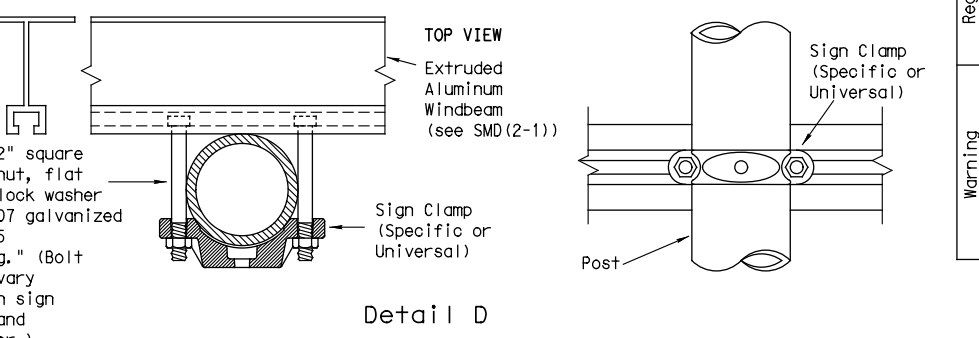 TOP VIEW
Extruded
Aluminum
Windbeam
(see SMD(2-1))
2" square
nut, flat
lock washer
07 galvanized
5
g." (Bolt
vary
n sign
and
Sign Clamp
(Specific or
Universal)
Detail D
Sign Clamp
(Specific or
Universal)
Post
Reg
Warning